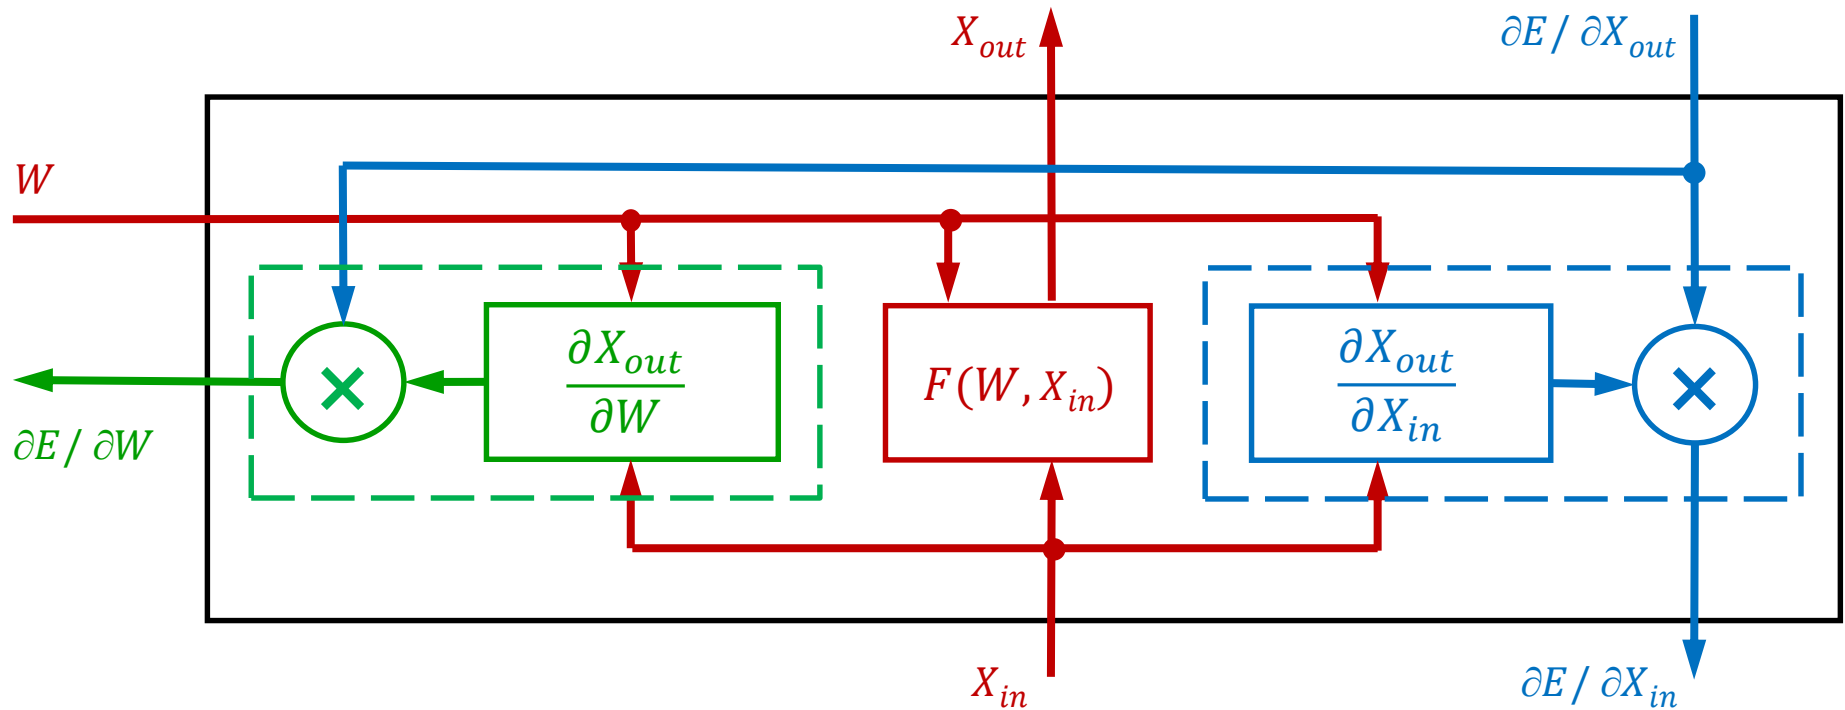 X_out
∂E/ ∂X_out
W
∂X_out
∂W
F(W, X_in)
∂X_out
∂X_in
×
×
∂E/ ∂W
X_in
∂E/ ∂X_in